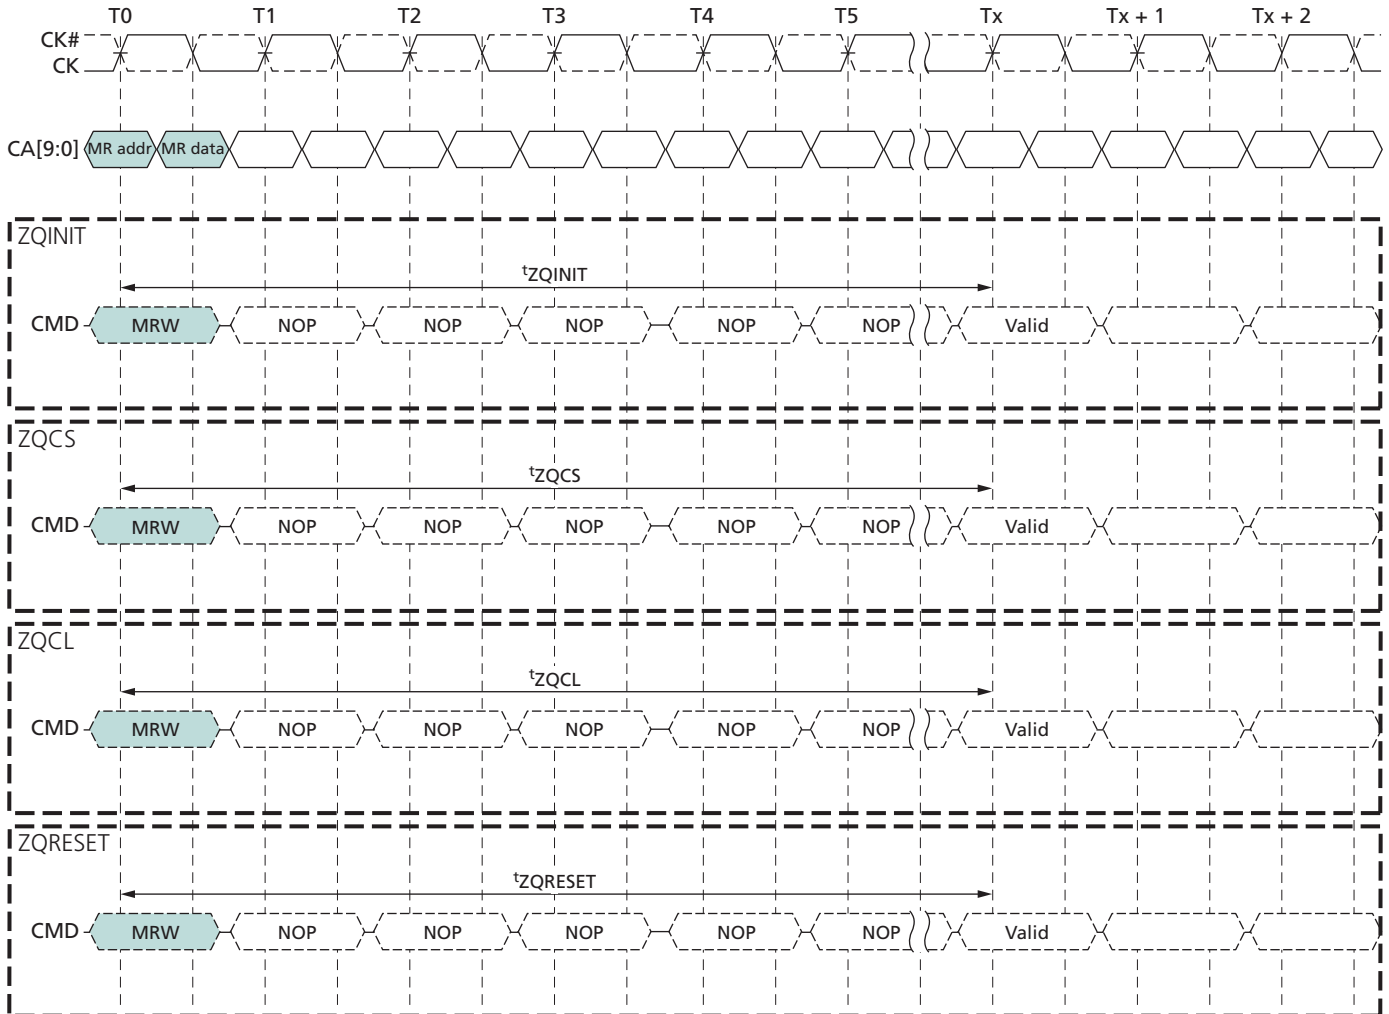 T0 T1 T2 T3 T4 T5 Tx Tx + 1 Tx + 2
CK#
CK
CA[9:0] MR addr MR data
ZQINIT
tZQINIT
CMD MRW NOP NOP NOP NOP NOP Valid
ZQCS
tZQCS
CMD MRW NOP NOP NOP NOP NOP Valid
ZQCL
tZQCL
CMD MRW NOP NOP NOP NOP NOP Valid
ZQRESET
tZQRESET
CMD MRW NOP NOP NOP NOP NOP Valid